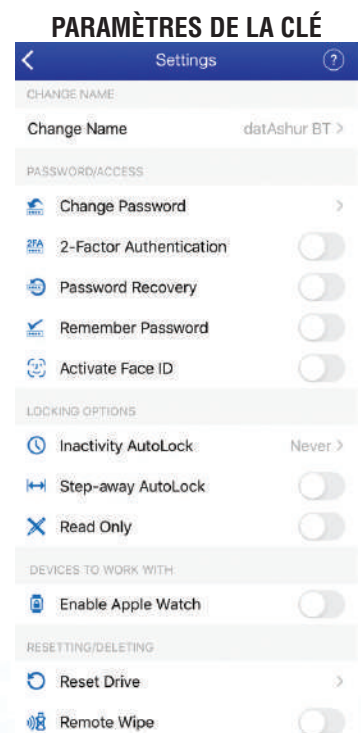 PARAMÈTRES DE LA CLÉ
Settings ?
CHANGE NAME
Change Name datAshur BT >
PASSWORD/ACCESS
Change Password >
2FA 2-Factor Authentication
Password Recovery
Remember Password
Activate Face ID
LOCKING OPTIONS
Inactivity AutoLock Never >
Step-away AutoLock
Read Only
DEVICES TO WORK WITH
Enable Apple Watch
RESETTING/DELETING
Reset Drive >
Remote Wipe